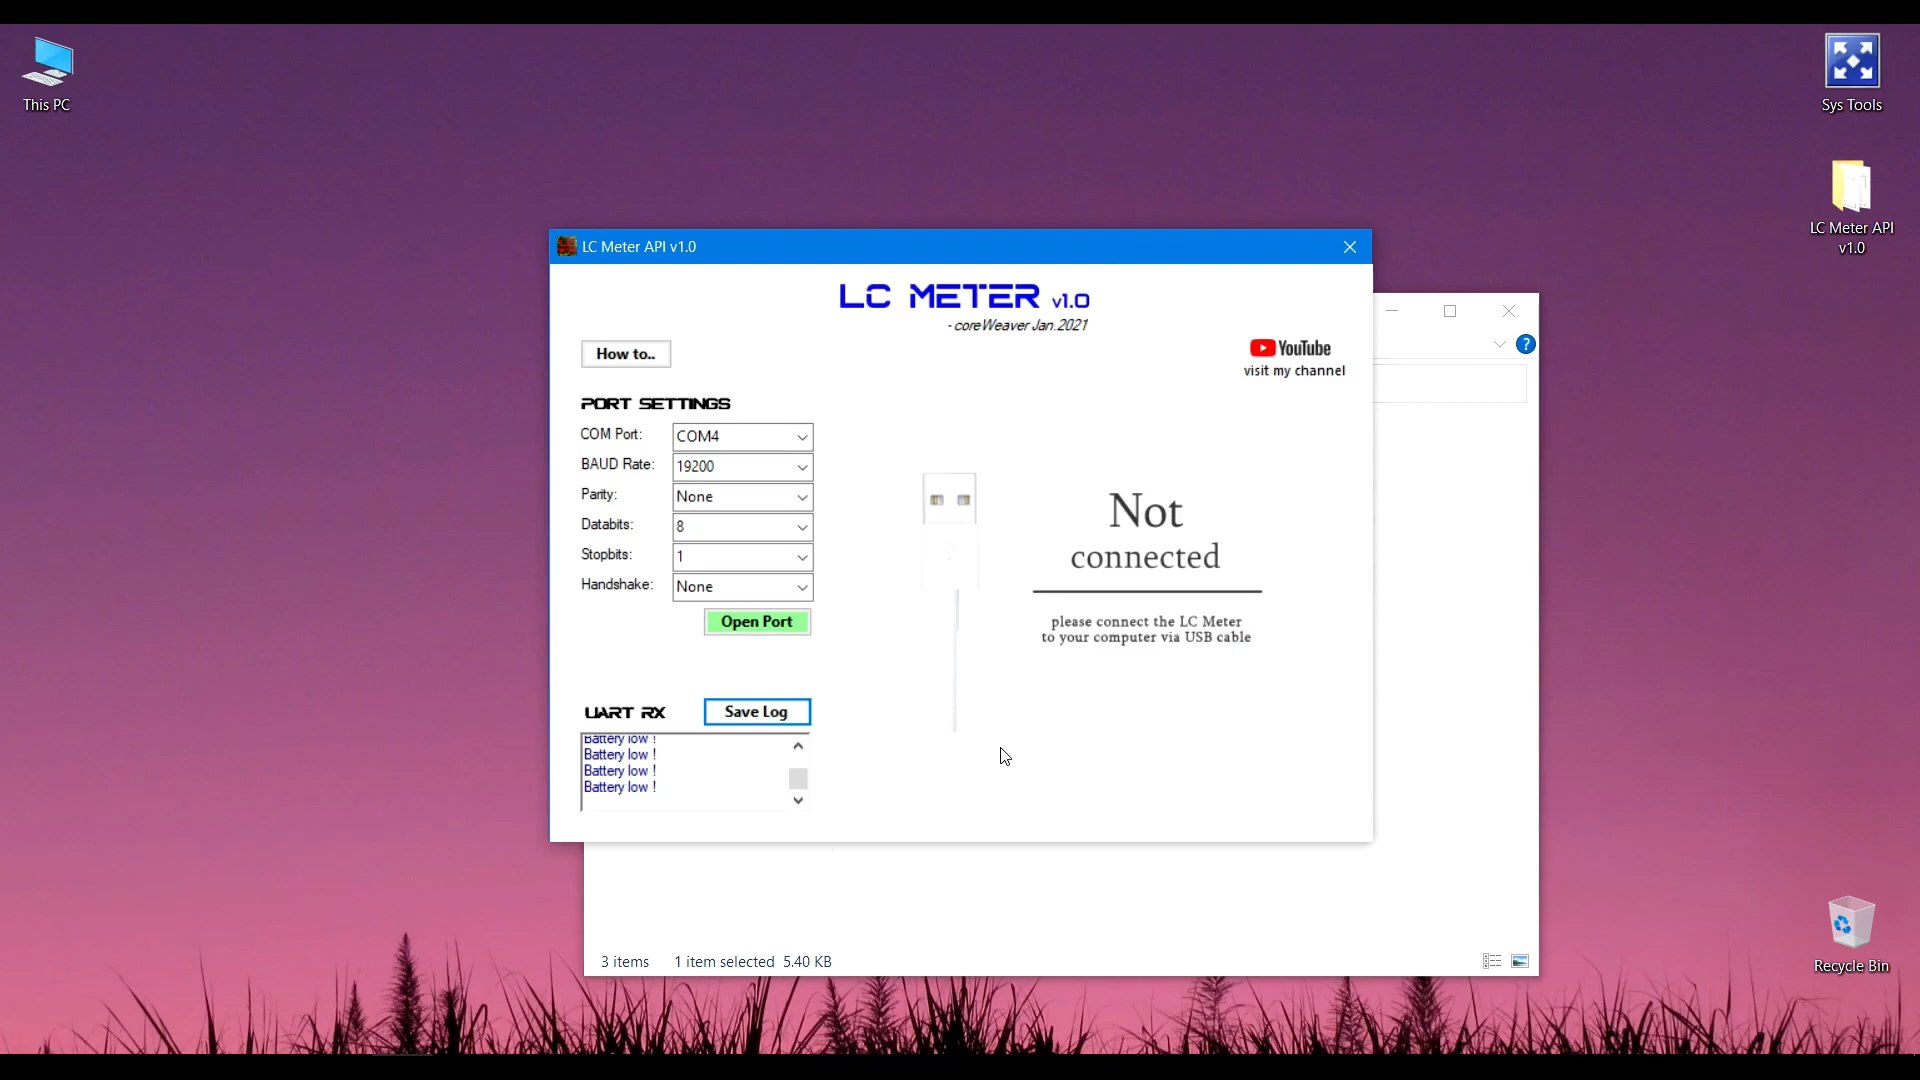 This PC
Sys Tools
LC Meter API
v1.0
LC Meter API v1.0
LC METER v1.0
- coreWeaver Jan.2021
How to..
YouTube
visit my channel
?
PORT SETTINGS
COM Port: COM4
BAUD Rate: 19200
Parity: None
Databits: 8
Stopbits: 1
Handshake: None
Open Port
Not
connected
please connect the LC Meter
to your computer via USB cable
UART RX
Save Log
Battery low !
Battery low !
Battery low !
Battery low !
3 items 1 item selected 5.40 KB
Recycle Bin